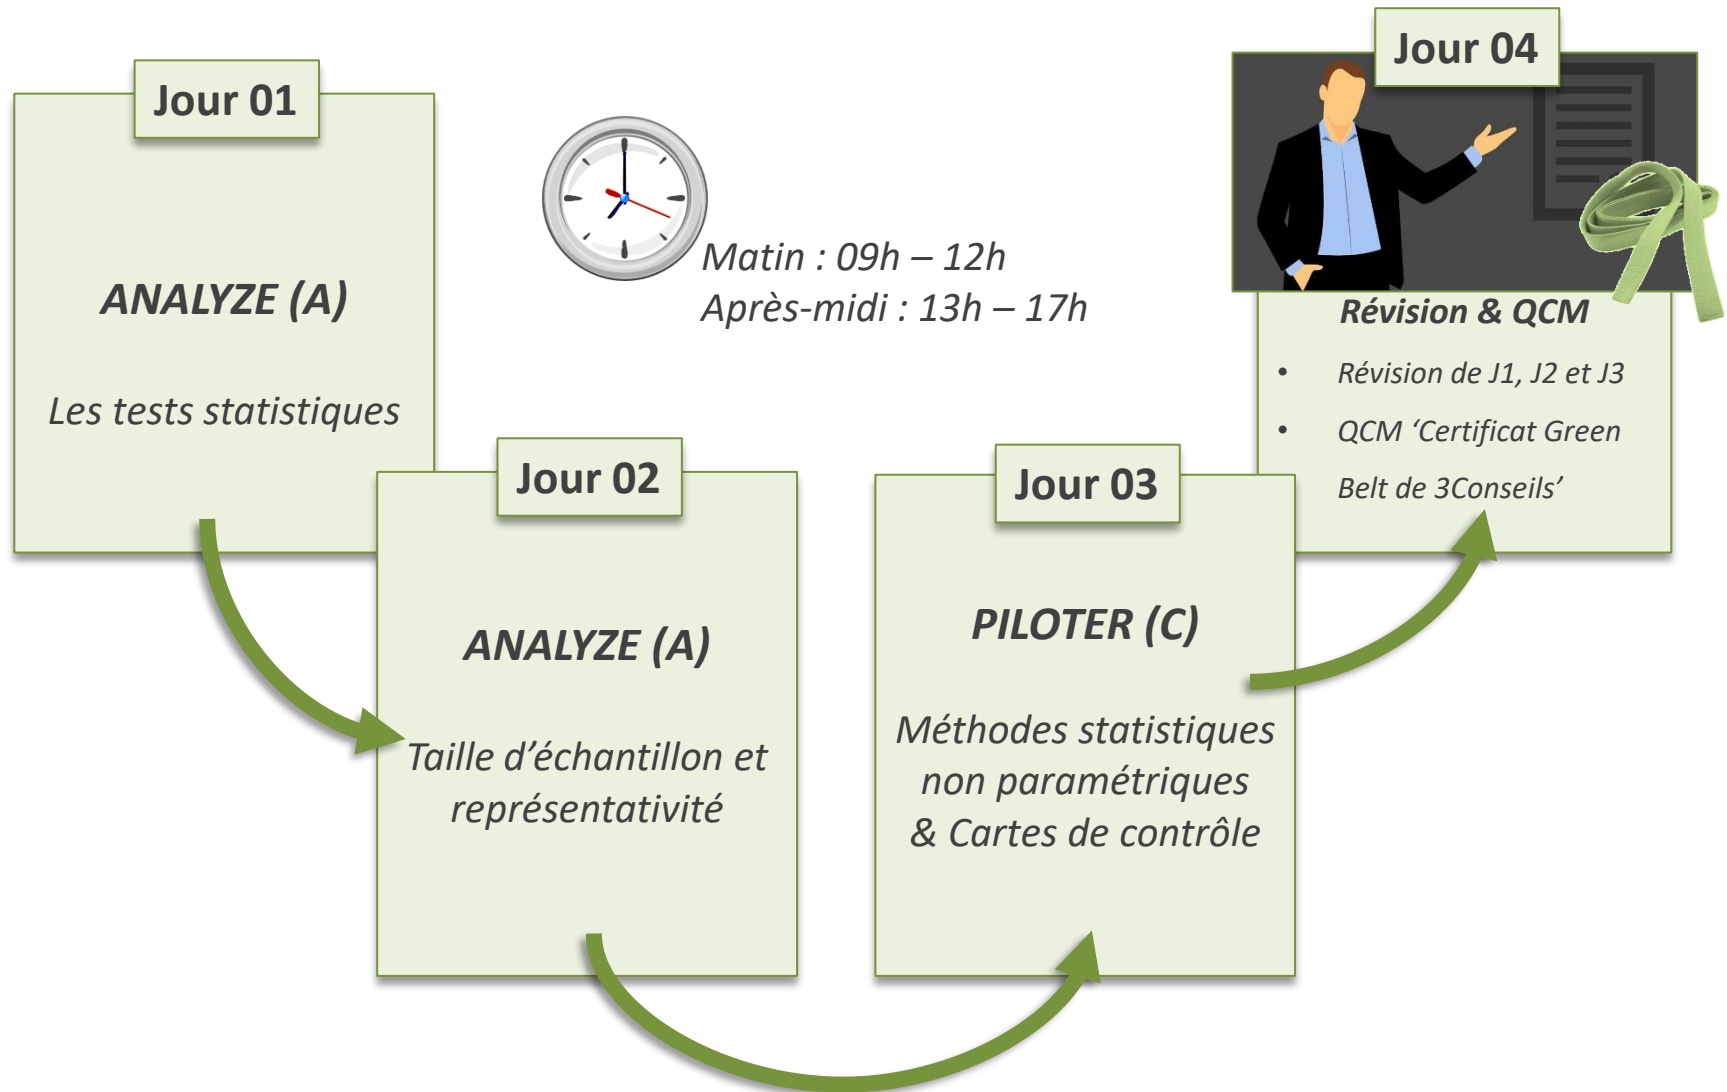 Jour 01
ANALYZE (A)
Les tests statistiques
Matin : 09h – 12h
Après-midi : 13h – 17h
Jour 02
ANALYZE (A)
Taille d’échantillon et
représentativité
Jour 03
PILOTER (C)
Méthodes statistiques
non paramétriques
& Cartes de contrôle
Jour 04
Révision & QCM
• Révision de J1, J2 et J3
• QCM ‘Certificat Green
Belt de 3Conseils’